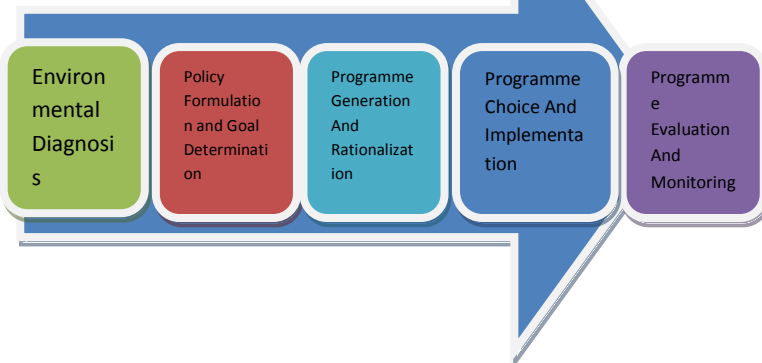 Environ
mental
Diagnosi
s
Policy
Formulatio
n and Goal
Determinati
on
Programme
Generation
And
Rationalizat
ion
Programme
Choice And
Implementa
tion
Programm
e
Evaluation
And
Monitoring